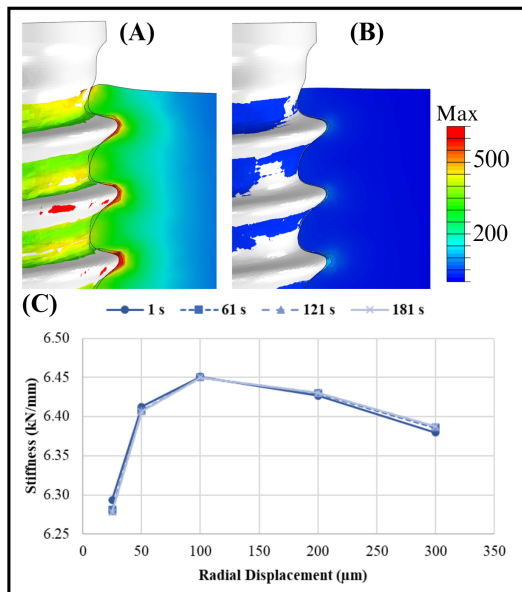 (A)
(B)
Max
500
200
(C)
1 s
61 s
121 s
181 s
6.50
6.45
6.40
6.35
6.30
6.25
Stiffness (kN/mm)
0
50
100
150
200
250
300
350
Radial Displacement (µm)